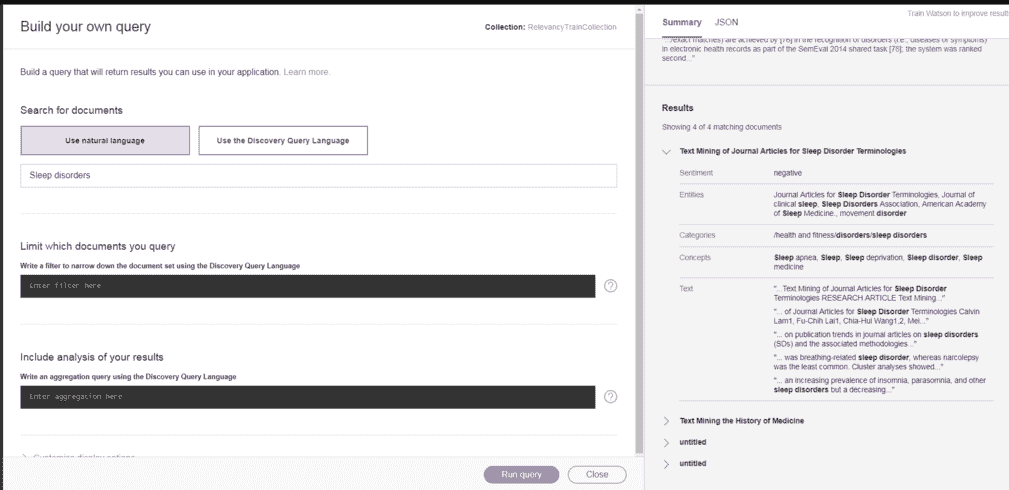 Build your own query
Collection: RelevancyTrainCollection
Build a query that will return results you can use in your application. Learn more.
Search for documents
Use natural language
Use the Discovery Query Language
Sleep disorders
Limit which documents you query
Write a filter to narrow down the document set using the Discovery Query Language
Enter filter here
Include analysis of your results
Write an aggregation query using the Discovery Query Language
Enter aggregation here
Customize display options
Run query
Close
Train Watson to improve results
Summary
JSON
"...exact matches) are achieved by [76] in the recognition of disorders (i.e., diseases or symptoms)
in electronic health records as part of the SemEval 2014 shared task [76]; the system was ranked
second..."
Results
Showing 4 of 4 matching documents
Text Mining of Journal Articles for Sleep Disorder Terminologies
Sentiment
negative
Entities
Journal Articles for Sleep Disorder Terminologies, Journal of
clinical sleep, Sleep Disorders Association, American Academy
of Sleep Medicine., movement disorder
Categories
/health and fitness/disorders/sleep disorders
Concepts
Sleep apnea, Sleep, Sleep deprivation, Sleep disorder, Sleep
medicine
Text
"...Text Mining of Journal Articles for Sleep Disorder
Terminologies RESEARCH ARTICLE Text Mining..."
"... of Journal Articles for Sleep Disorder Terminologies Calvin
Lam1, Fu-Chih Lai1, Chia-Hui Wang1,2, Mei..."
"... on publication trends in journal articles on sleep disorders
(SDs) and the associated methodologies..."
"... was breathing-related sleep disorder, whereas narcolepsy
was the least common. Cluster analyses showed..."
"... an increasing prevalence of insomnia, parasomnia, and other
sleep disorders but a decreasing..."
Text Mining the History of Medicine
untitled
untitled